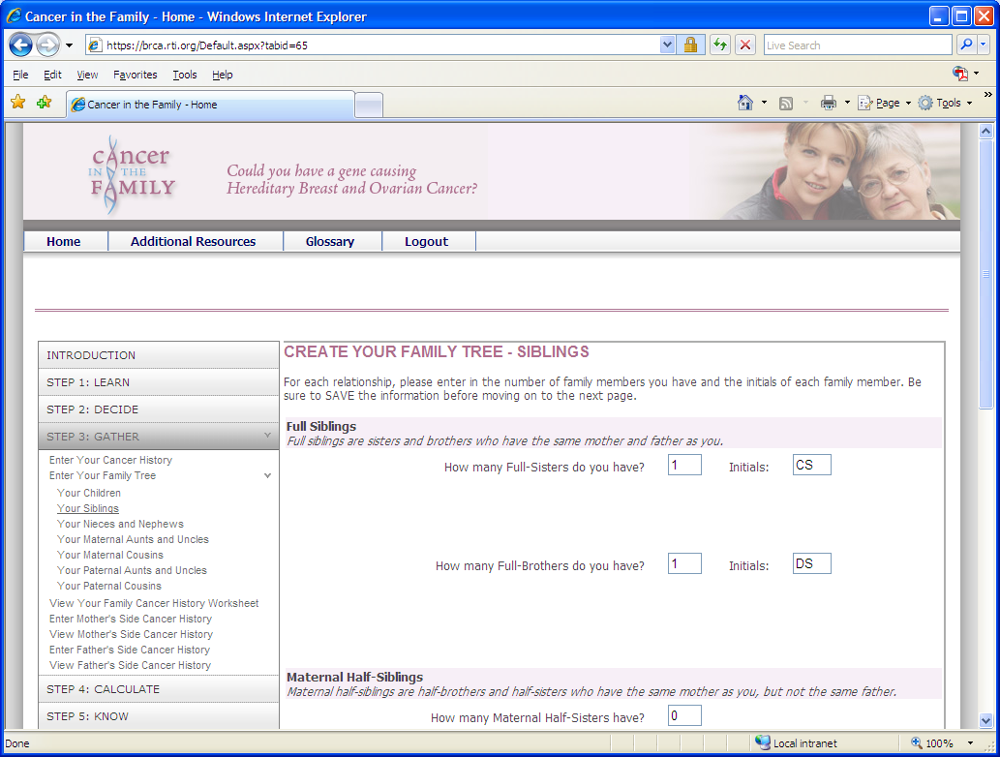 Cancer in the Family - Home - Windows Internet Explorer
https://brca.rti.org/Default.aspx?tabid=65
Live Search
File Edit View Favorites Tools Help
Cancer in the Family - Home
Page Tools
cAncer
IN THE
FAMILY
Could you have a gene causing
Hereditary Breast and Ovarian Cancer?
Home Additional Resources Glossary Logout
INTRODUCTION
STEP 1: LEARN
STEP 2: DECIDE
STEP 3: GATHER
Enter Your Cancer History
Enter Your Family Tree
Your Children
Your Siblings
Your Nieces and Nephews
Your Maternal Aunts and Uncles
Your Maternal Cousins
Your Paternal Aunts and Uncles
Your Paternal Cousins
View Your Family Cancer History Worksheet
Enter Mother's Side Cancer History
View Mother's Side Cancer History
Enter Father's Side Cancer History
View Father's Side Cancer History
STEP 4: CALCULATE
STEP 5: KNOW
CREATE YOUR FAMILY TREE - SIBLINGS
For each relationship, please enter in the number of family members you have and the initials of each family member. Be
sure to SAVE the information before moving on to the next page.
Full Siblings
Full siblings are sisters and brothers who have the same mother and father as you.
How many Full-Sisters do you have? 1 Initials: CS
How many Full-Brothers do you have? 1 Initials: DS
Maternal Half-Siblings
Maternal half-siblings are half-brothers and half-sisters who have the same mother as you, but not the same father.
How many Maternal Half-Sisters have? 0
Done
Local intranet
100%